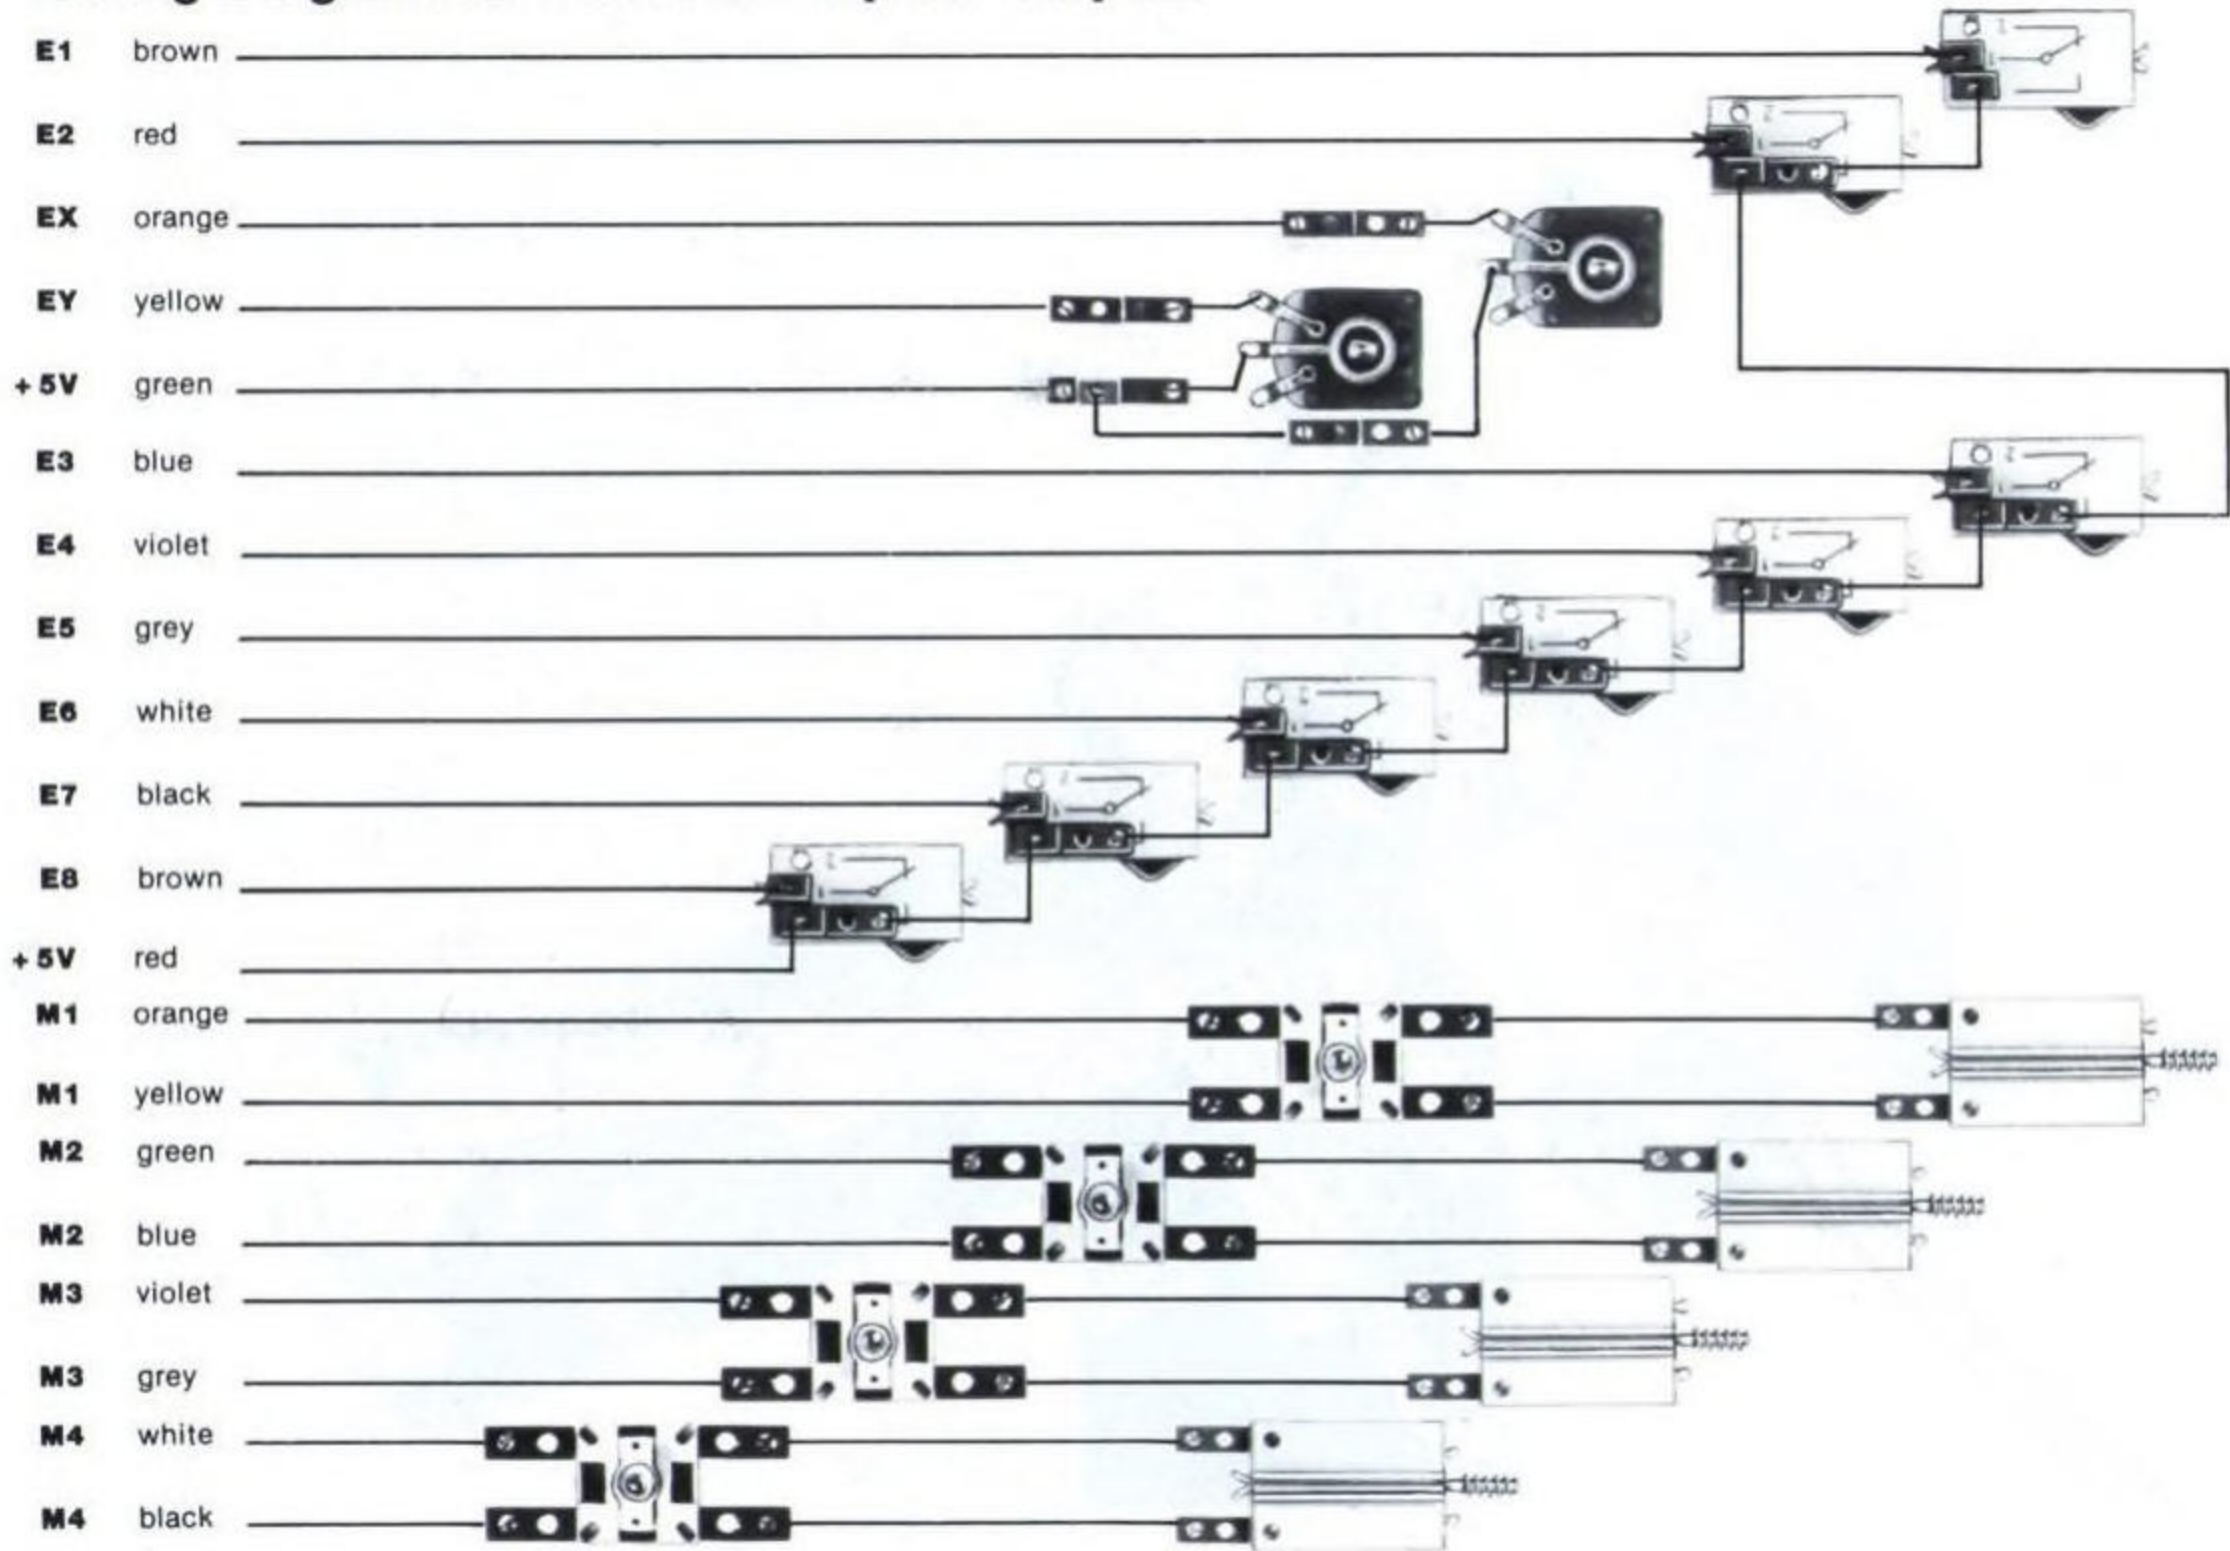 E1 brown
E2 red
EX orange
EY yellow
+ 5V green
E3 blue
E4 violet
E5 grey
E6 white
E7 black
E8 brown
+ 5V red
M1 orange
M1 yellow
M2 green
M2 blue
M3 violet
M3 grey
M4 white
M4 black